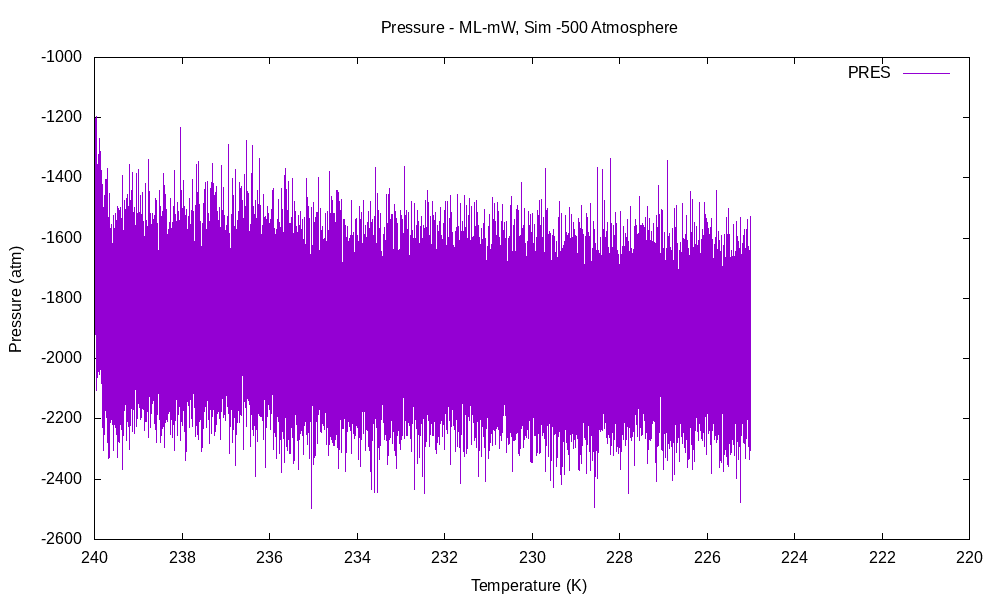 Pressure - ML-mW, Sim -500 Atmosphere
PRES
-1000
-1200
-1400
-1600
-1800
-2000
-2200
-2400
-2600
Pressure (atm)
240 238 236 234 232 230 228 226 224 222 220
Temperature (K)